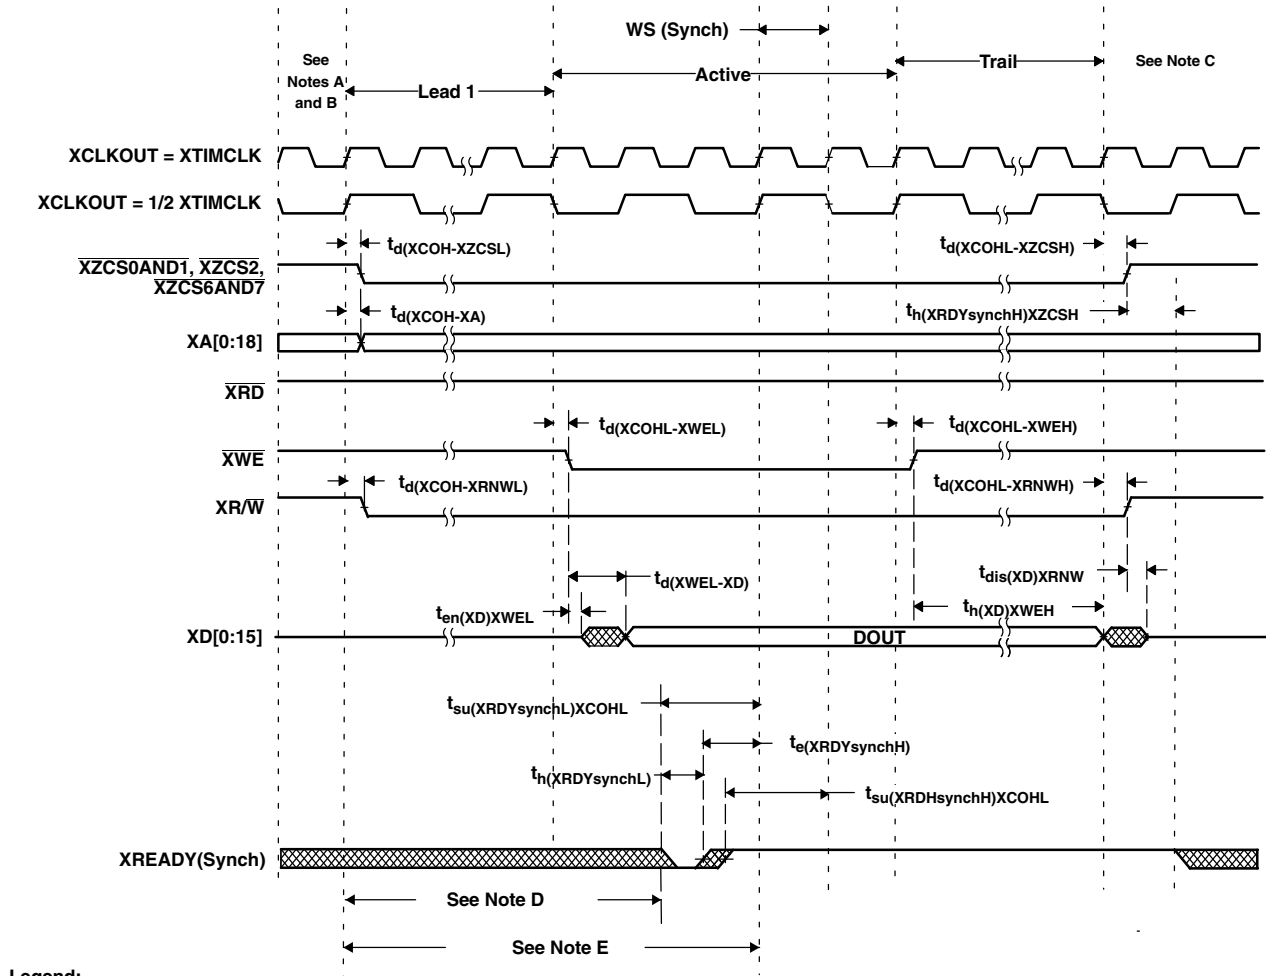 WS (Synch)
See
Notes A
and B
Lead 1
Active
Trail
See Note C
XCLKOUT = XTIMCLK
XCLKOUT = 1/2 XTIMCLK
td(XCOH-XZCSL)
td(XCOHL-XZCSH)
XZCS0AND1, XZCS2,
XZCS6AND7
td(XCOH-XA)
th(XRDYsynchH)XZCSH
XA[0:18]
XRD
td(XCOHL-XWEL)
td(XCOHL-XWEH)
XWE
td(XCOH-XRNWL)
td(XCOHL-XRNWH)
XR/W
td(XWEL-XD)
tdis(XD)XRNW
ten(XD)XWEL
th(XD)XWEH
XD[0:15]
DOUT
tsu(XRDYsynchL)XCOHL
te(XRDYsynchH)
th(XRDYsynchL)
tsu(XRDHsynchH)XCOHL
XREADY(Synch)
See Note D
See Note E
Legend: